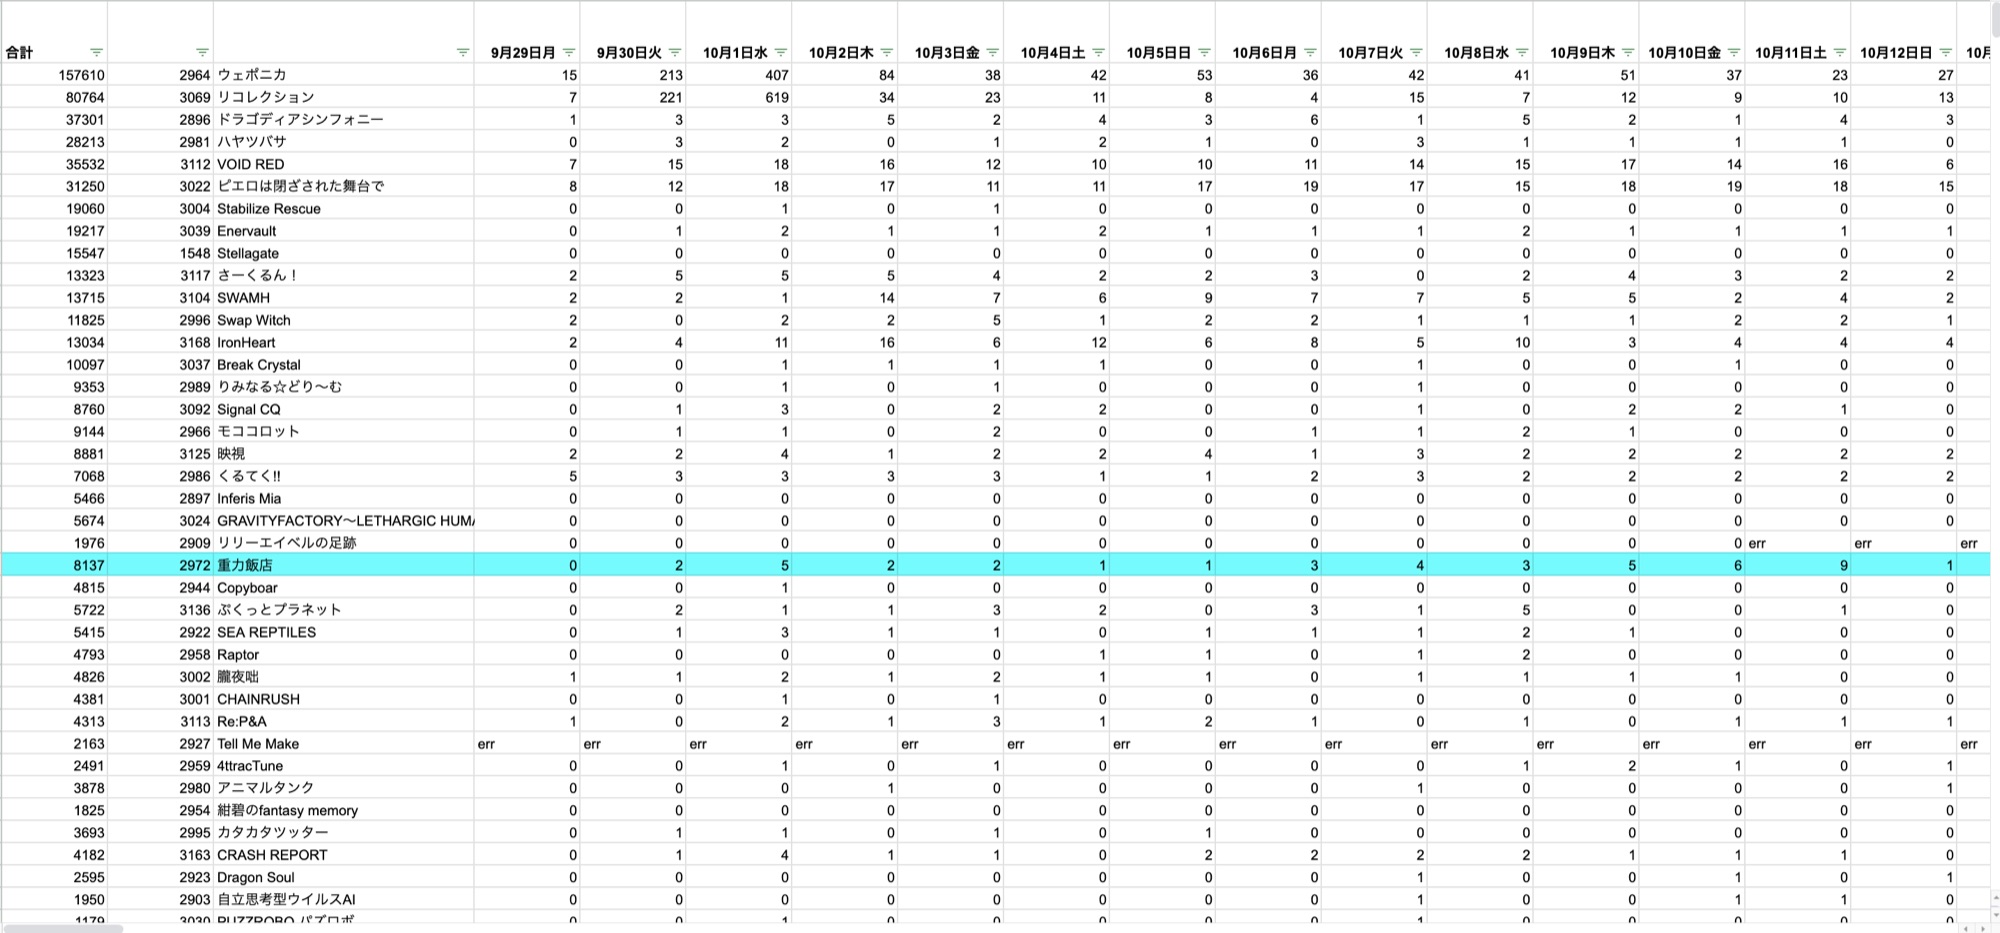 合計 9月29日月 9月30日火 10月1日水 10月2日木 10月3日金 10月4日土 10月5日日 10月6日月 10月7日火 10月8日水 10月9日木 10月10日金 10月11日土 10月12日日
157610 2964 ウェポニカ 15 213 407 84 38 42 53 36 42 41 51 37 23 27
80764 3069 リコレクション 7 221 619 34 23 11 8 4 15 7 12 9 10 13
37301 2896 ドラゴディアシンフォニー 1 3 3 5 2 4 3 6 1 5 2 1 4 3
28213 2981 ハヤツバサ 0 3 2 0 1 2 1 0 3 1 1 1 1 0
35532 3112 VOID RED 7 15 18 16 12 10 10 11 14 15 17 14 16 6
31250 3022 ピエロは閉ざされた舞台で 8 12 18 17 11 11 17 19 17 15 18 19 18 15
19060 3004 Stabilize Rescue 0 0 1 0 1 0 0 0 0 0 0 0 0 0
19217 3039 Enervault 0 1 2 1 1 2 1 1 1 2 1 1 1 1
15547 1548 Stellagate 0 0 0 0 0 0 0 0 0 0 0 0 0 0
13323 3117 さーくるん！ 2 5 5 5 4 2 2 3 0 2 4 3 2 2
13715 3104 SWAMH 2 2 1 14 7 6 9 7 7 5 5 2 4 2
11825 2996 Swap Witch 2 0 2 2 5 1 2 2 1 1 1 2 2 1
13034 3168 IronHeart 2 4 11 16 6 12 6 8 5 10 3 4 4 4
10097 3037 Break Crystal 0 0 1 1 1 1 0 0 1 0 0 1 0 0
9353 2989 りみなる☆どり〜む 0 0 1 0 1 0 0 0 1 0 0 0 0 0
8760 3092 Signal CQ 0 1 3 0 2 2 0 0 1 0 2 2 1 0
9144 2966 モココロット 0 1 1 0 2 0 0 1 1 2 1 0 0 0
8881 3125 映視 2 2 4 1 2 2 4 1 3 2 2 2 2 2
7068 2986 くるてく!! 5 3 3 3 3 1 1 2 3 2 2 2 2 2
5466 2897 Inferis Mia 0 0 0 0 0 0 0 0 0 0 0 0 0 0
5674 3024 GRAVITYFACTORY〜LETHARGIC 0 0 0 0 0 0 0 0 0 0 0 0 0 0
1976 2909 リリーエイベルの足跡 0 0 0 0 0 0 0 0 0 0 0 0 err err err
8137 2972 重力飯店 0 2 5 2 2 1 1 3 4 3 5 6 9 1
4815 2944 Copyboar 0 0 1 0 0 0 0 0 0 0 0 0 0 0
5722 3136 ぷくっとプラネット 0 2 1 1 3 2 0 3 1 5 0 0 1 0
5415 2922 SEA REPTILES 0 1 3 1 1 0 1 1 1 2 1 0 0 0
4793 2958 Raptor 0 0 0 0 0 1 1 0 1 2 0 0 0 0
4826 3002 朧夜咄 1 1 2 1 2 1 1 0 1 1 1 1 0 0
4381 3001 CHAINRUSH 0 0 1 0 1 0 0 0 0 0 0 0 0 0
4313 3113 Re:P&A 1 0 2 1 3 1 2 1 0 1 0 1 1 1
2163 2927 Tell Me Make err err err err err err err err err err err err err err err
2491 2959 4ttracTune 0 0 1 0 1 0 0 0 0 1 2 1 0 1
3878 2980 アニマルタンク 0 0 0 1 0 0 0 0 1 0 0 0 0 1
1825 2954 紺碧のfantasy memory 0 0 0 0 0 0 0 0 0 0 0 0 0 0
3693 2995 カタカタツッター 0 1 1 0 1 0 1 0 0 0 0 0 0 0
4182 3163 CRASH REPORT 0 1 4 1 1 0 2 2 2 2 1 1 1 0
2595 2923 Dragon Soul 0 0 0 0 0 0 0 0 1 0 0 1 0 1
1950 2903 自立思考型ウイルスAI 0 0 0 0 0 0 0 0 1 0 0 1 1 0
1179 3030 PUZZROBO パズロボ 0 0 1 0 0 0 0 0 1 0 0 0 0 0